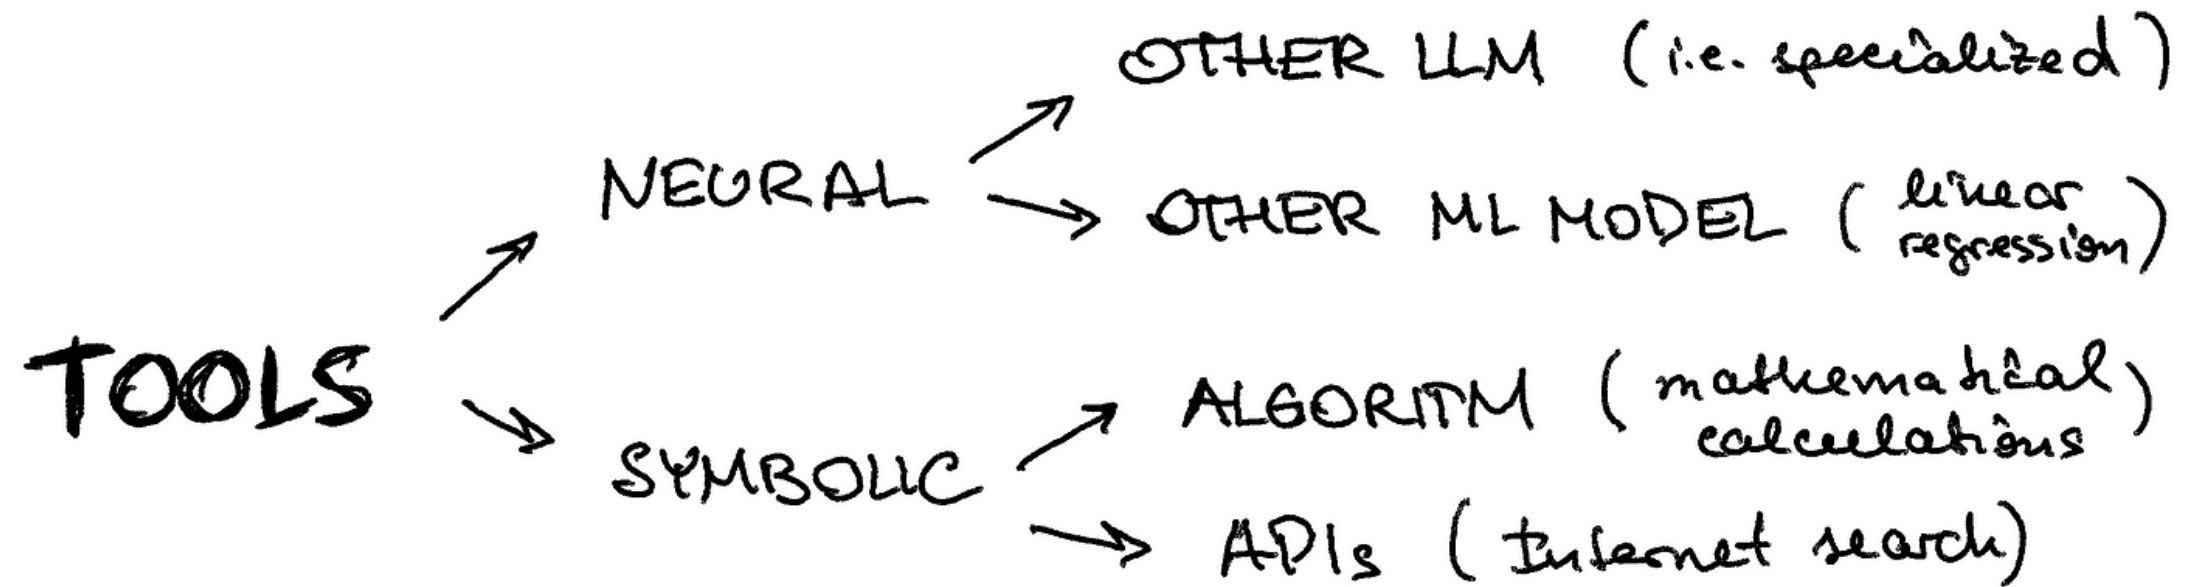 OTHER LLM (i.e. specialized)
NEURAL
OTHER ML MODEL (linear
regression)
TOOLS
ALGORITM (mathematical
calculations)
SYMBOLIC
APIs (Internet search)